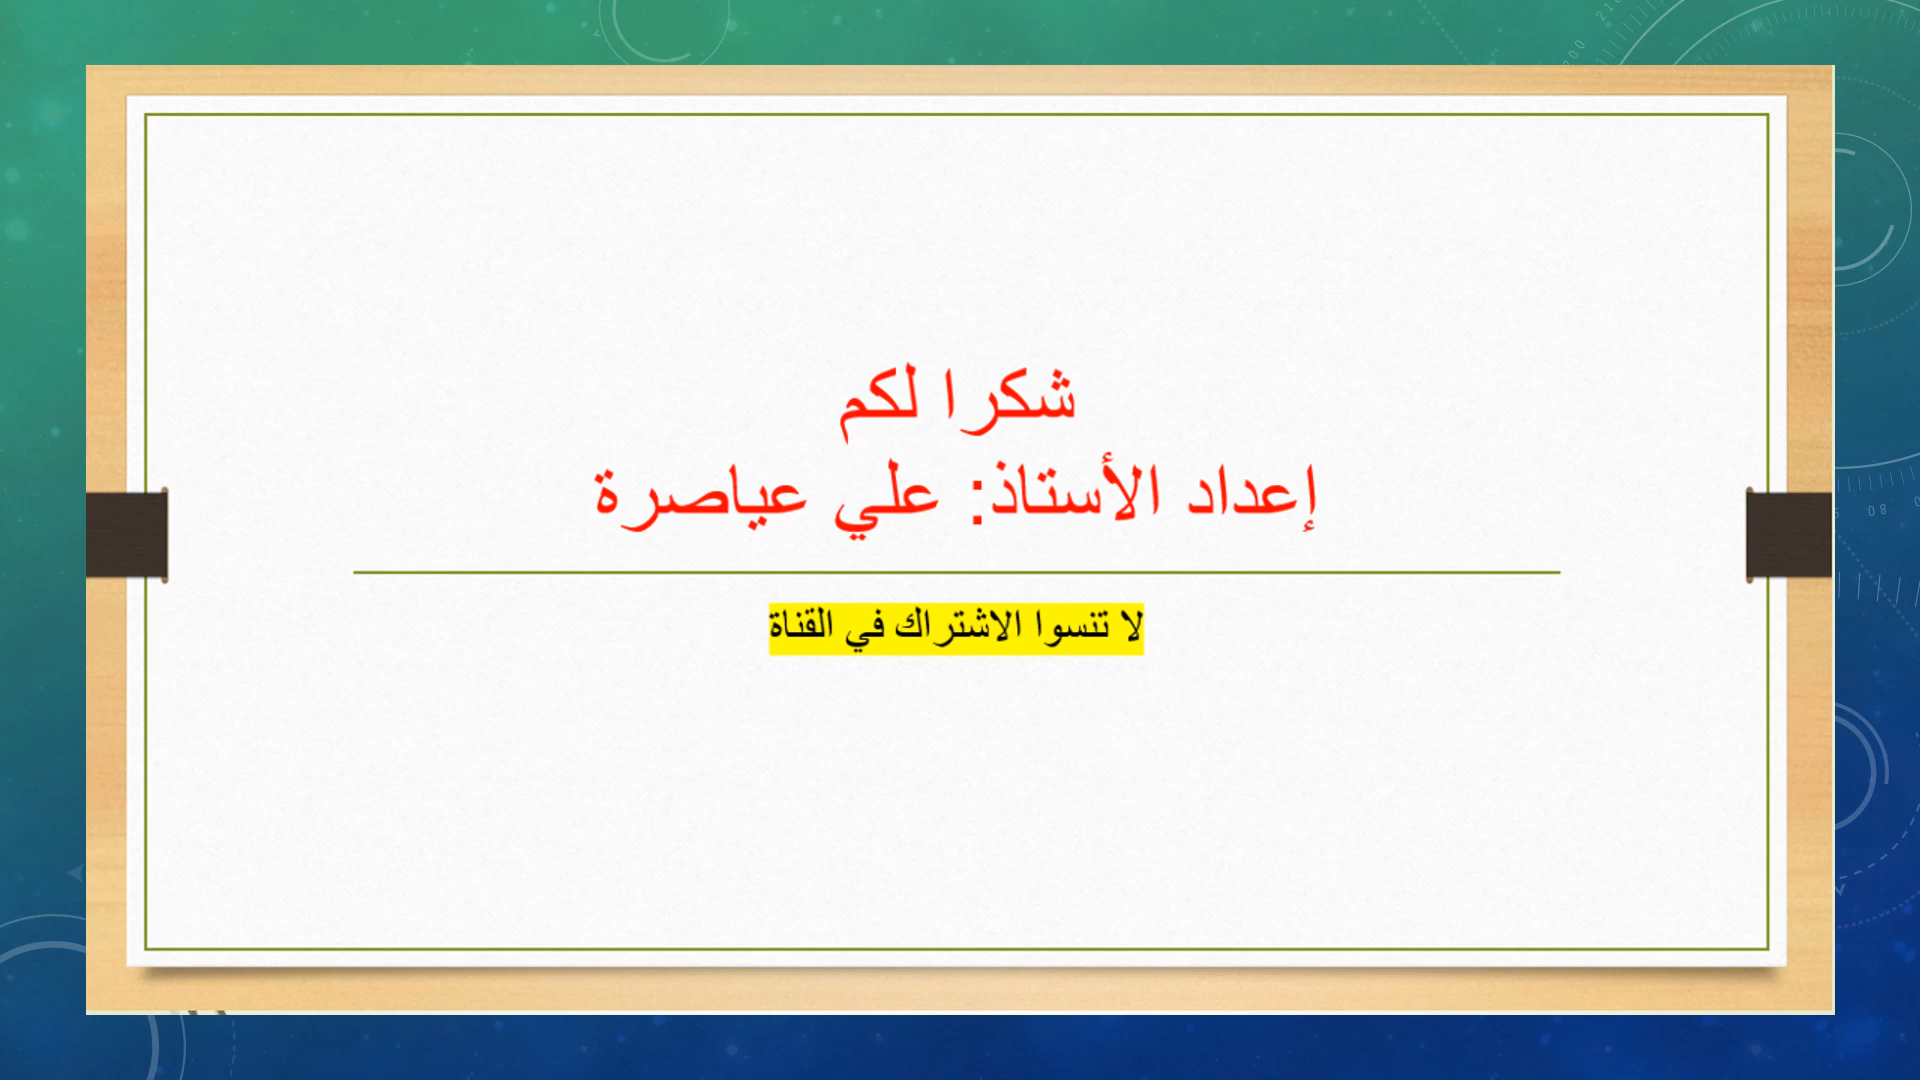 شكرا لكم
إعداد الأستاذ: علي عياصرة
لا تنسوا الاشتراك في القناة